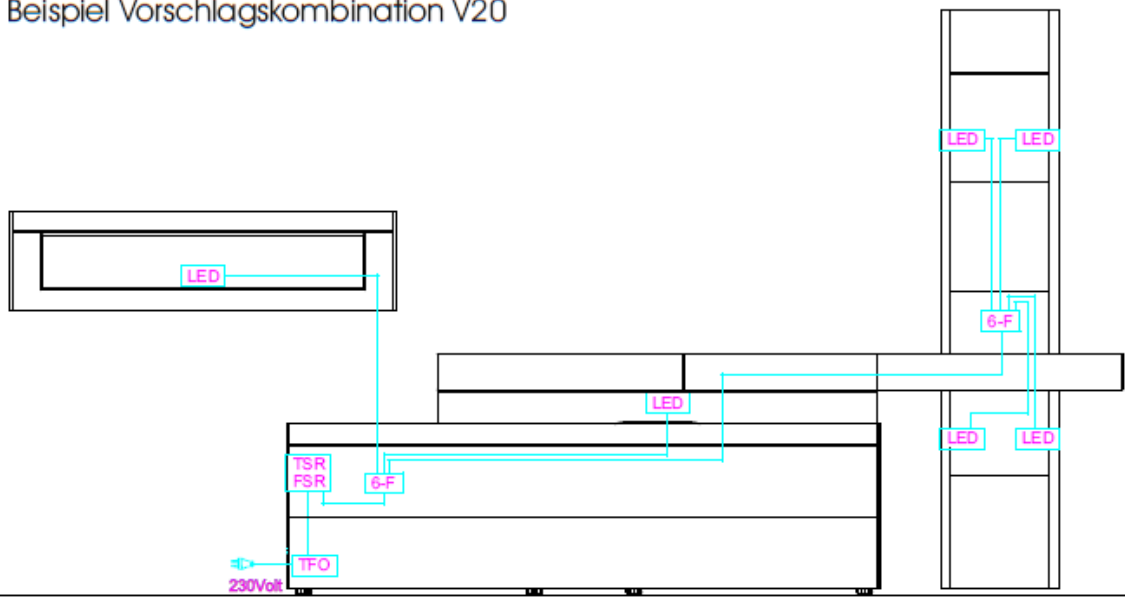 Beispiel Vorschlagskombination V20
LED LED
LED
6-F
LED
LED LED
TSR
FSR
6-F
TFO
230Volt